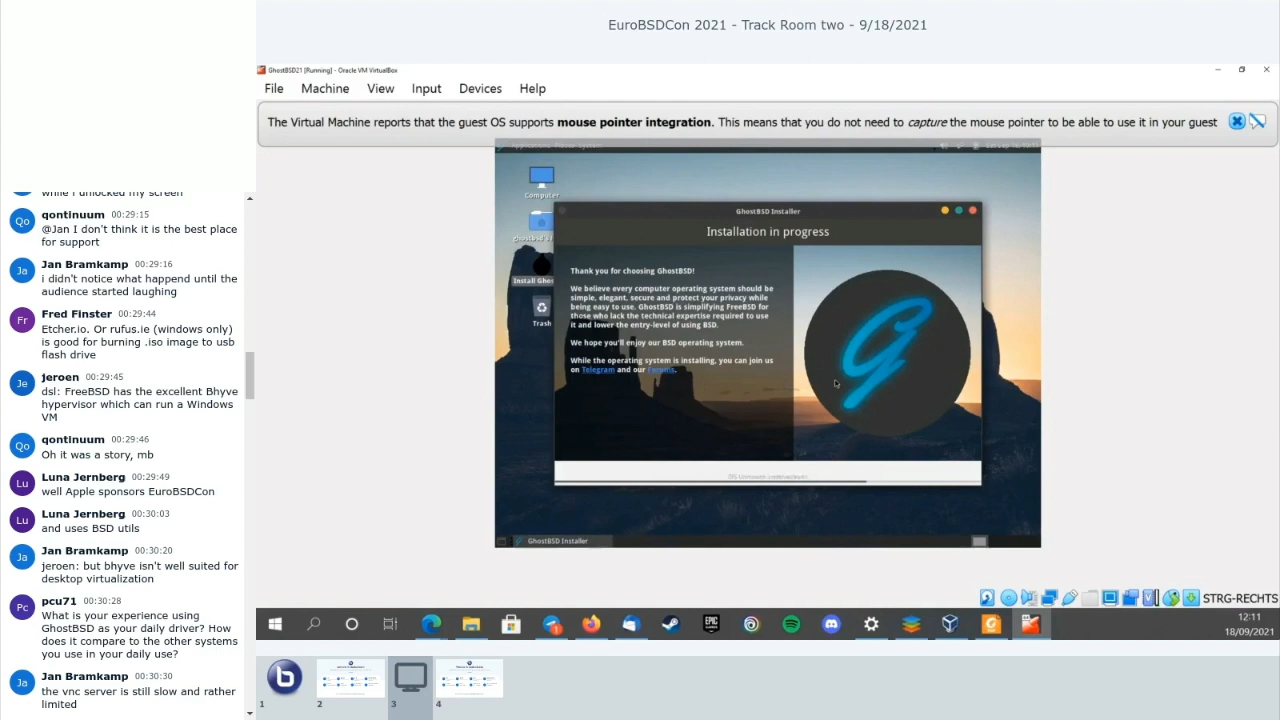 EuroBSDCon 2021 - Track Room two - 9/18/2021
while I unlocked my screen
Qo qontinuum 00:29:15
@Jan I don't think it is the best place
for support
Ja Jan Bramkamp 00:29:16
i didn't notice what happend until the
audience started laughing
Fr Fred Finster 00:29:44
Etcher.io. Or rufus.ie (windows only)
is good for burning .iso image to usb
flash drive
Je jeroen 00:29:45
dsl: FreeBSD has the excellent Bhyve
hypervisor which can run a Windows
VM
Qo qontinuum 00:29:46
Oh it was a story, mb
Lu Luna Jernberg 00:29:49
well Apple sponsors EuroBSDCon
Lu Luna Jernberg 00:30:03
and uses BSD utils
Ja Jan Bramkamp 00:30:20
jeroen: but bhyve isn't well suited for
desktop virtualization
Pc pcu71 00:30:28
What is your experience using
GhostBSD as your daily driver? How
does it compare to the other systems
you use in your daily use?
Ja Jan Bramkamp 00:30:30
the vnc server is still slow and rather
limited
GhostBSD21 [Running] - Oracle VM VirtualBox
File Machine View Input Devices Help
The Virtual Machine reports that the guest OS supports mouse pointer integration. This means that you do not need to capture the mouse pointer to be able to use it in your guest
Computer
Install Ghos
Trash
GhostBSD Installer
Installation in progress
Thank you for choosing GhostBSD!
We believe every computer operating system should be
simple, elegant, secure and protect your privacy while
being easy to use. GhostBSD is simplifying FreeBSD for
those who lack the technical expertise required to use
it and lower the entry-level of using BSD.
We hope you'll enjoy our BSD operating system.
While the operating system is installing, you can join us
on Telegram and our Forums.
G
GhostBSD Installer
STRG-RECHTS
EPIC
12:11
18/09/2021
b
1 2 3 4